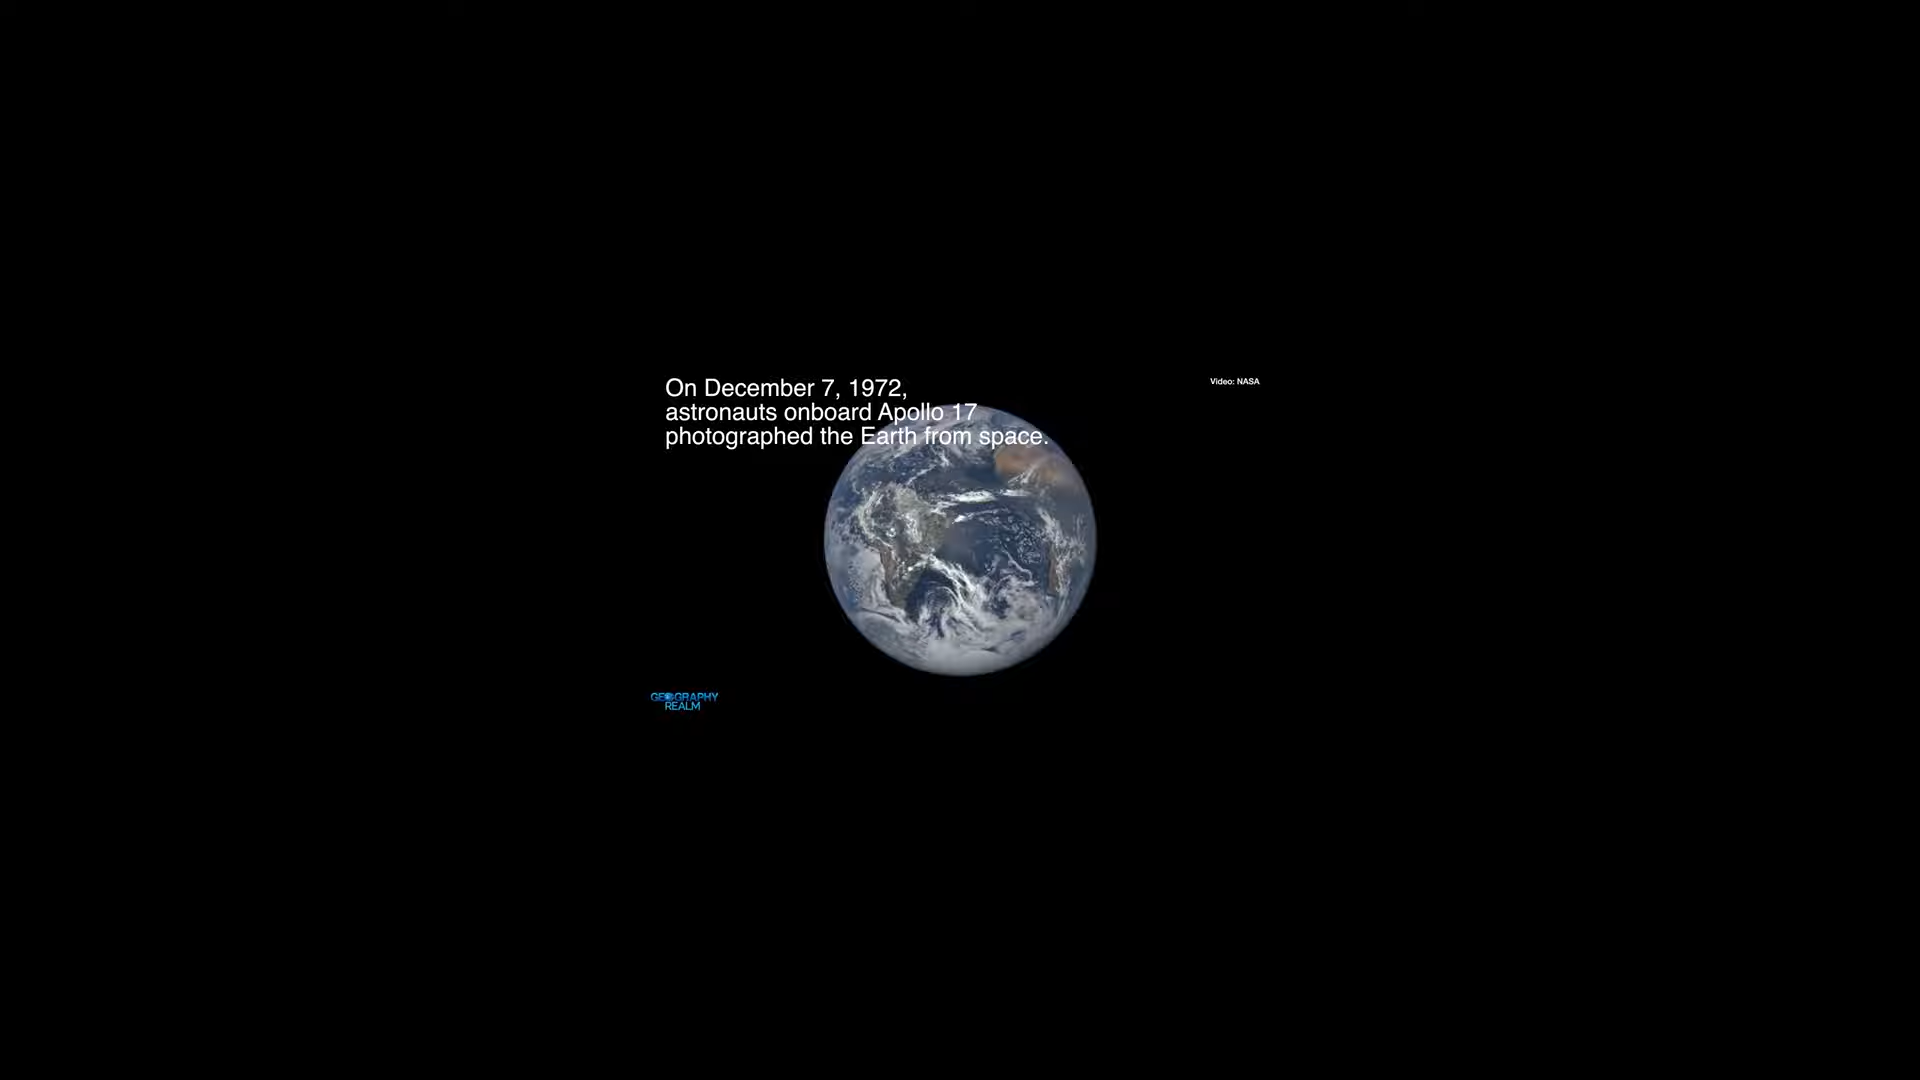 On December 7, 1972,
astronauts onboard Apollo 17
photographed the Earth from space.
Video: NASA
GEOGRAPHY
REALM